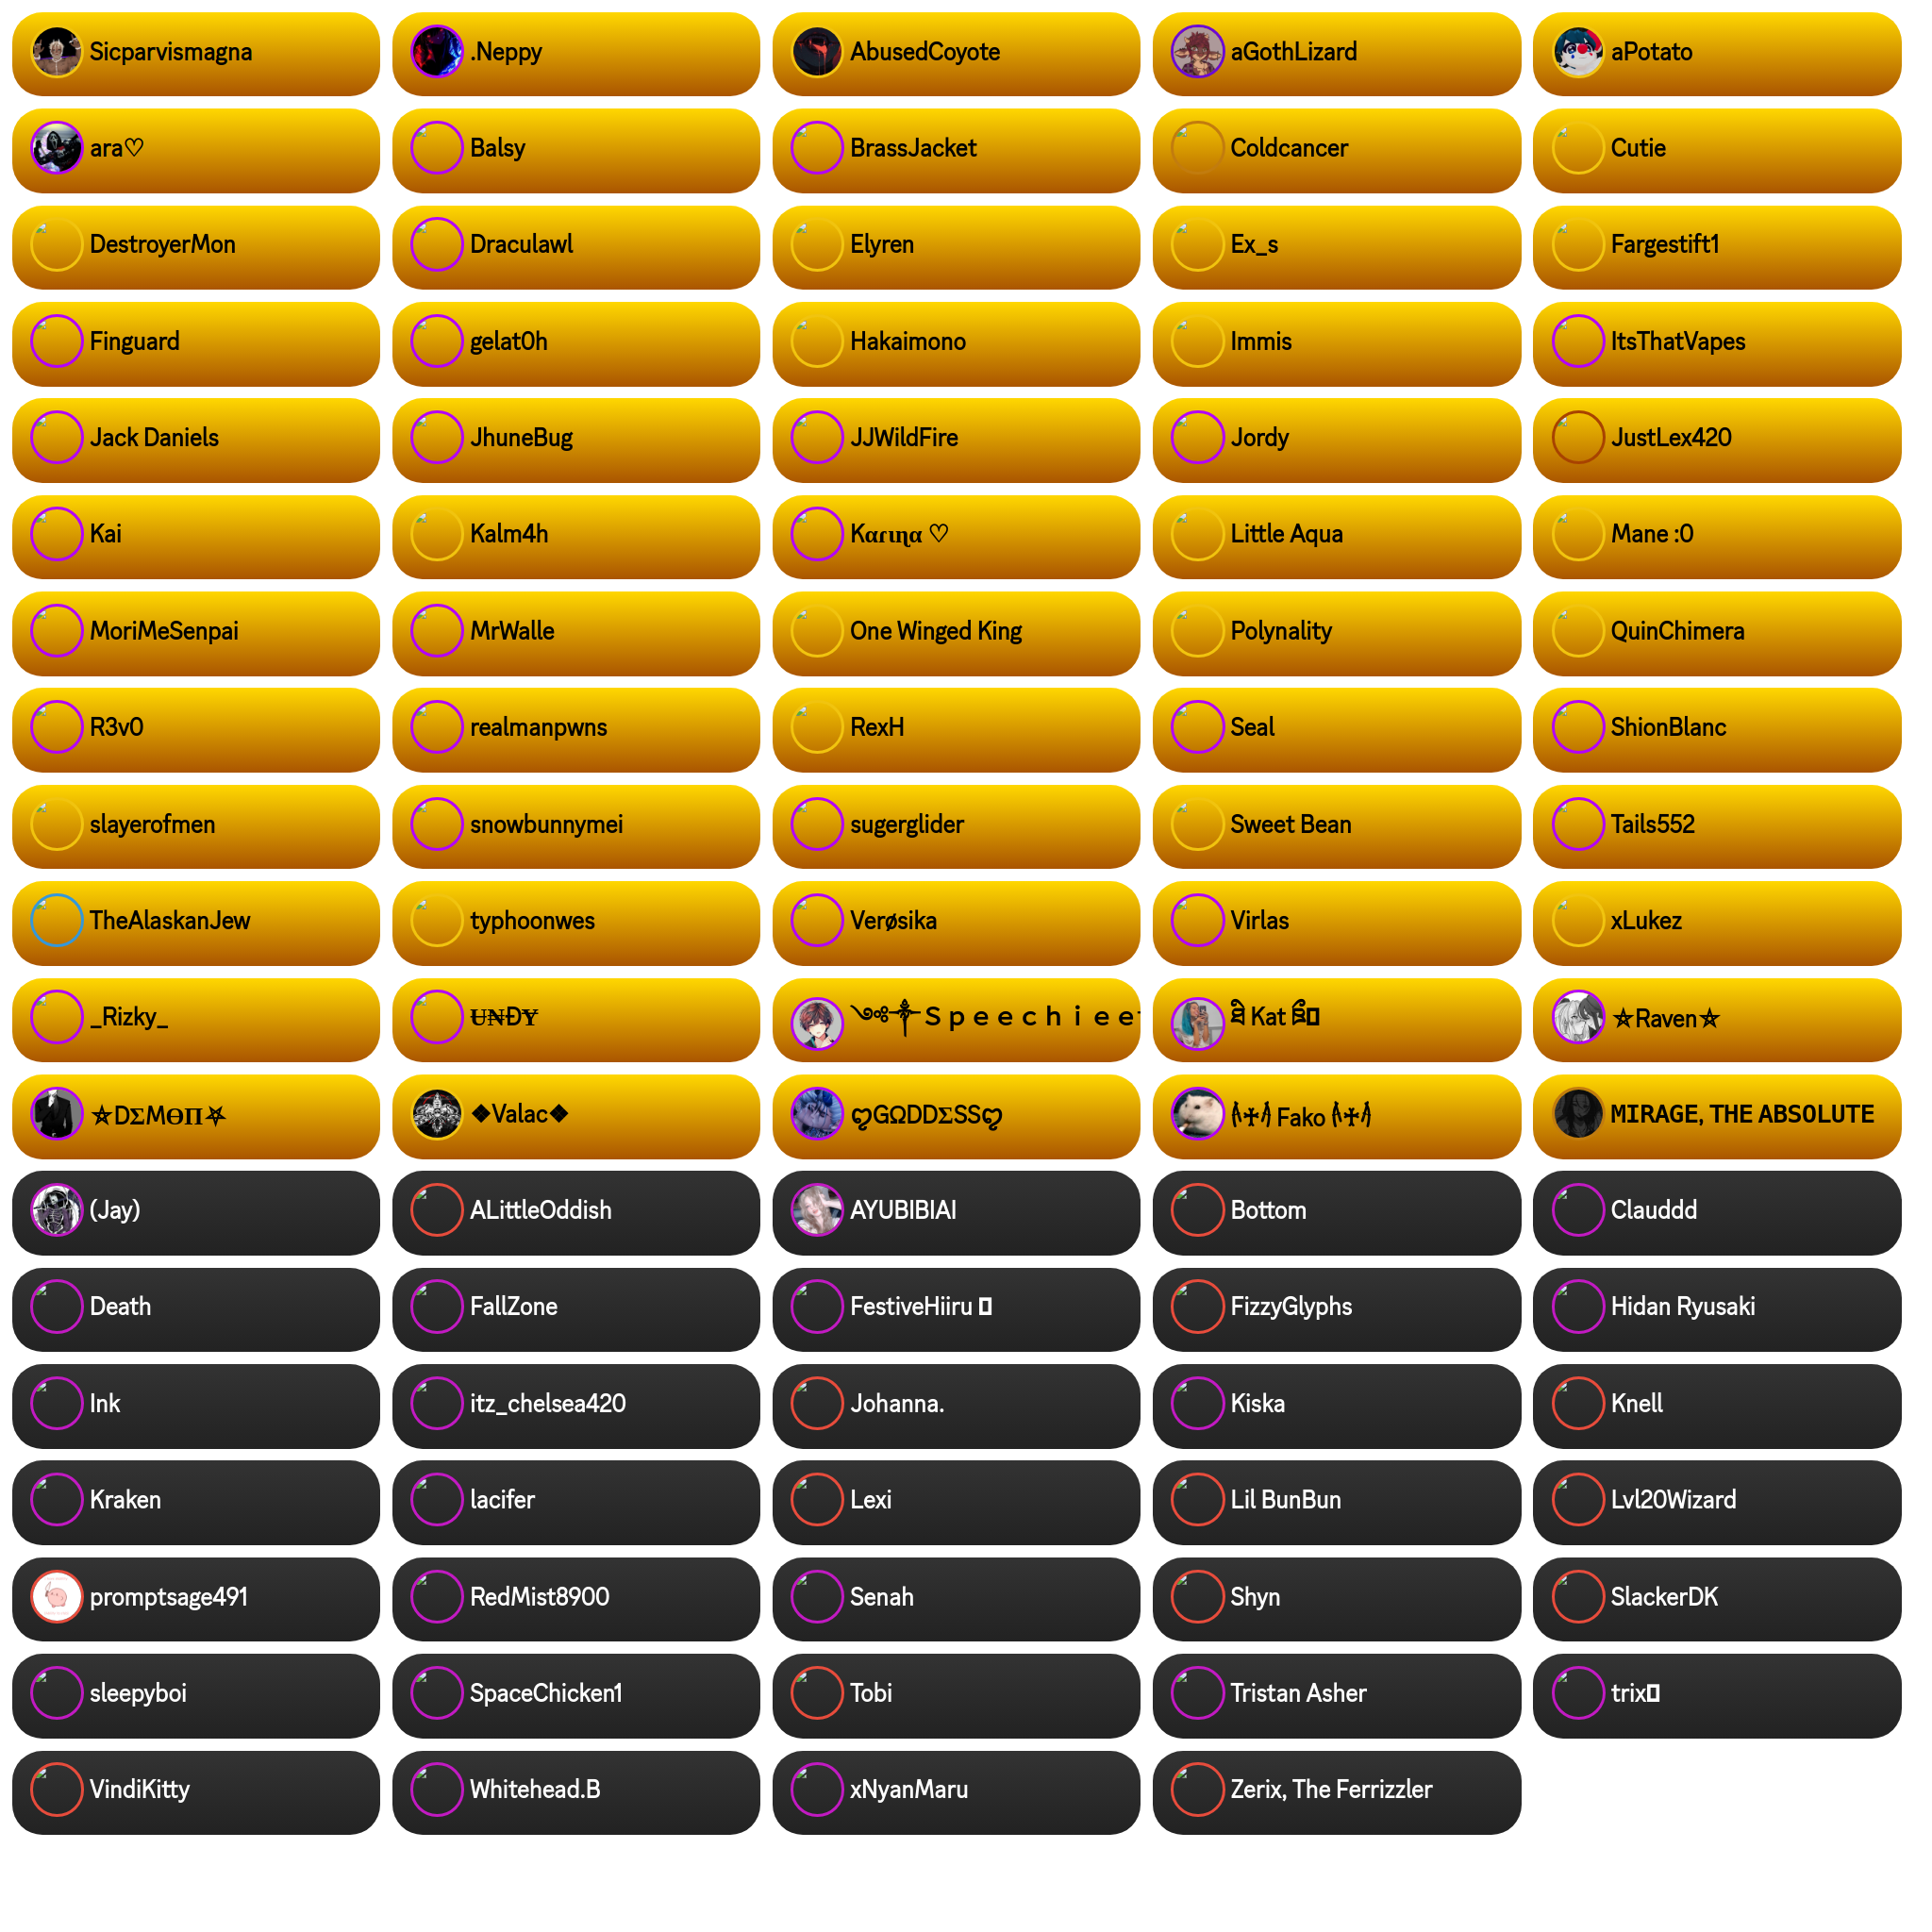 Sicparvismagna
.Neppy
AbusedCoyote
aGothLizard
aPotato
ara♡
Balsy
BrassJacket
Coldcancer
Cutie
DestroyerMon
Draculawl
Elyren
Ex_s
Fargestift1
Finguard
gelat0h
Hakaimono
Immis
ItsThatVapes
Jack Daniels
JhuneBug
JJWildFire
Jordy
JustLex420
Kai
Kalm4h
Kαɾιɳα ♡
Little Aqua
Mane :0
MoriMeSenpai
MrWalle
One Winged King
Polynality
QuinChimera
R3v0
realmanpwns
RexH
Seal
ShionBlanc
slayerofmen
snowbunnymei
sugerglider
Sweet Bean
Tails552
TheAlaskanJew
typhoonwes
Verøsika
Virlas
xLukez
_Rizky_
U̶N̶ĐY̶
༺༒Ｓｐｅｅｃｈｉｅｅ
Kat
⛤Raven⛤
⛤DΣMӨП⛧
❖Valac❖
ღGΩDDΣSSღ
Fako
MIRAGE, THE ABSOLUTE
(Jay)
ALittleOddish
AYUBIBIAI
Bottom
Clauddd
Death
FallZone
FestiveHiiru
FizzyGlyphs
Hidan Ryusaki
Ink
itz_chelsea420
Johanna.
Kiska
Knell
Kraken
lacifer
Lexi
Lil BunBun
Lvl20Wizard
promptsage491
RedMist8900
Senah
Shyn
SlackerDK
sleepyboi
SpaceChicken1
Tobi
Tristan Asher
trix
VindiKitty
Whitehead.B
xNyanMaru
Zerix, The Ferrizzler